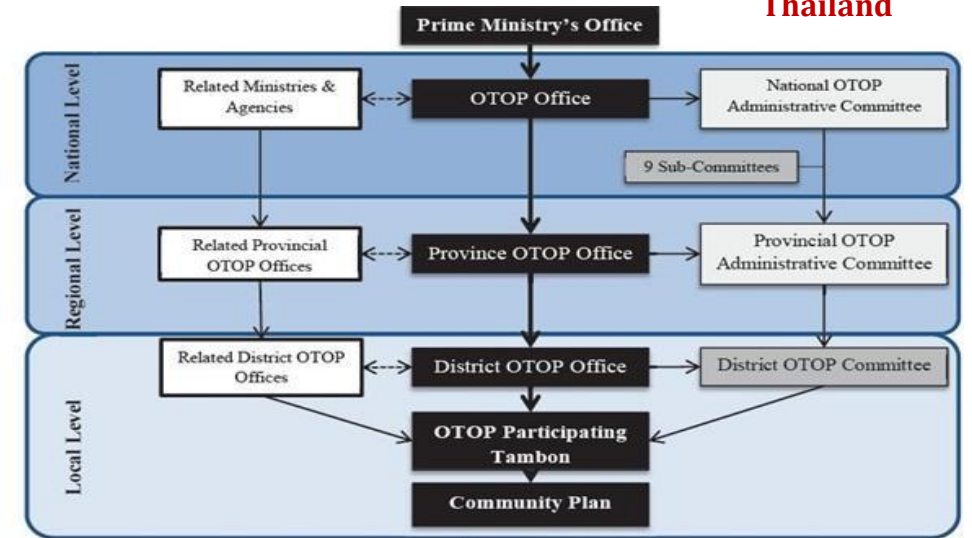 Thailand
Prime Ministry's Office
National Level
Related Ministries &
Agencies
OTOP Office
National OTOP
Administrative Committee
9 Sub-Committees
Regional Level
Related Provincial
OTOP Offices
Province OTOP Office
Provincial OTOP
Administrative Committee
Local Level
Related District OTOP
Offices
District OTOP Office
District OTOP Committee
OTOP Participating
Tambon
Community Plan